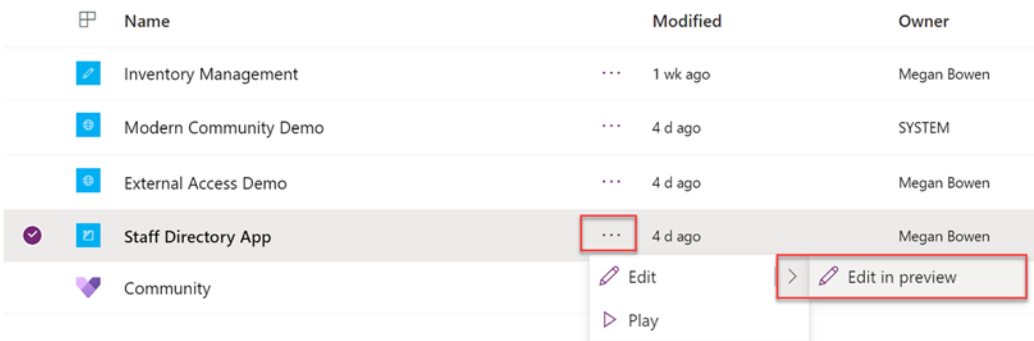 Name Modified Owner
Inventory Management ... 1 wk ago Megan Bowen
Modern Community Demo ... 4 d ago SYSTEM
External Access Demo ... 4 d ago Megan Bowen
Staff Directory App ... 4 d ago Megan Bowen
Edit > Edit in preview
Community
Play